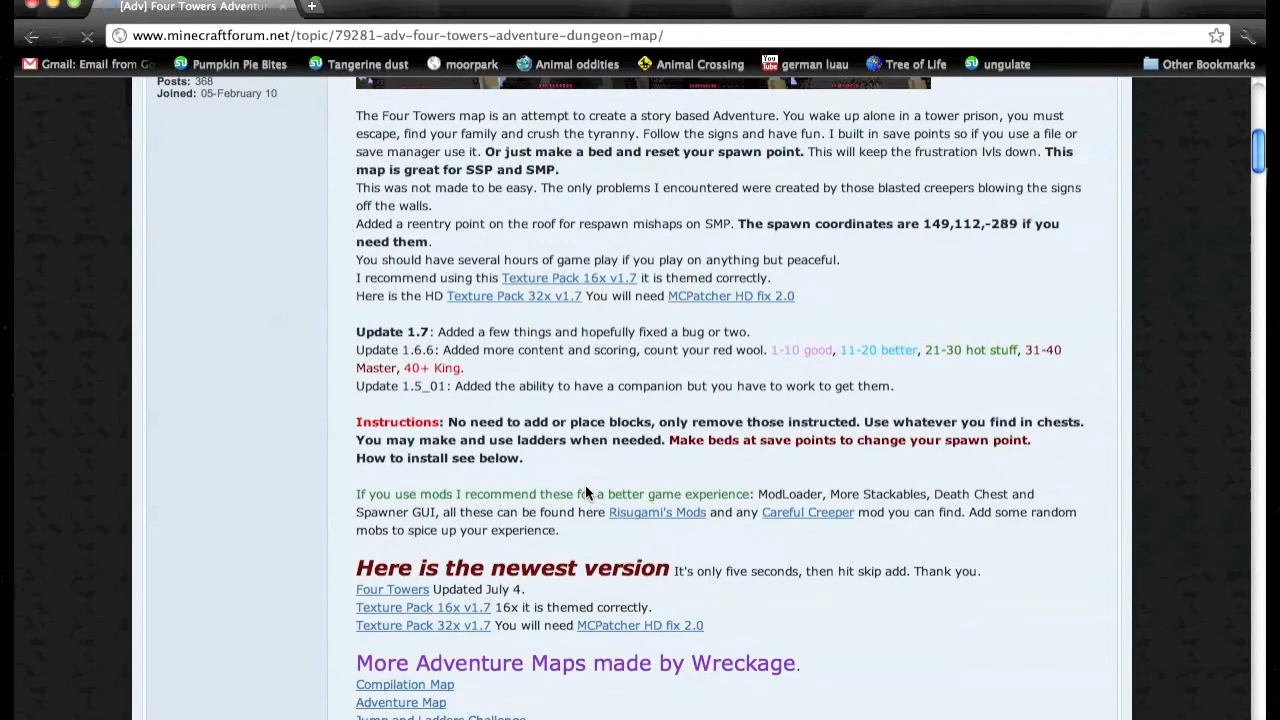 [Adv] Four Towers Adventur
www.minecraftforum.net/topic/79281-adv-four-towers-adventure-dungeon-map/
Gmail: Email from Go Pumpkin Pie Bites Tangerine dust moorpark Animal oddities Animal Crossing german luau Tree of Life ungulate Other Bookmarks
Posts: 368
Joined: 05-February 10
The Four Towers map is an attempt to create a story based Adventure. You wake up alone in a tower prison, you must
escape, find your family and crush the tyranny. Follow the signs and have fun. I built in save points so if you use a file or
save manager use it. Or just make a bed and reset your spawn point. This will keep the frustration lvls down. This
map is great for SSP and SMP.
This was not made to be easy. The only problems I encountered were created by those blasted creepers blowing the signs
off the walls.
Added a reentry point on the roof for respawn mishaps on SMP. The spawn coordinates are 149,112,-289 if you
need them.
You should have several hours of game play if you play on anything but peaceful.
I recommend using this Texture Pack 16x v1.7 it is themed correctly.
Here is the HD Texture Pack 32x v1.7 You will need MCPatcher HD fix 2.0
Update 1.7: Added a few things and hopefully fixed a bug or two.
Update 1.6.6: Added more content and scoring, count your red wool. 1-10 good, 11-20 better, 21-30 hot stuff, 31-40
Master, 40+ King.
Update 1.5_01: Added the ability to have a companion but you have to work to get them.
Instructions: No need to add or place blocks, only remove those instructed. Use whatever you find in chests.
You may make and use ladders when needed. Make beds at save points to change your spawn point.
How to install see below.
If you use mods I recommend these for a better game experience: ModLoader, More Stackables, Death Chest and
Spawner GUI, all these can be found here Risugami's Mods and any Careful Creeper mod you can find. Add some random
mobs to spice up your experience.
Here is the newest version It's only five seconds, then hit skip add. Thank you.
Four Towers Updated July 4.
Texture Pack 16x v1.7 16x it is themed correctly.
Texture Pack 32x v1.7 You will need MCPatcher HD fix 2.0
More Adventure Maps made by Wreckage.
Compilation Map
Adventure Map
Jump and Ladders Challenge